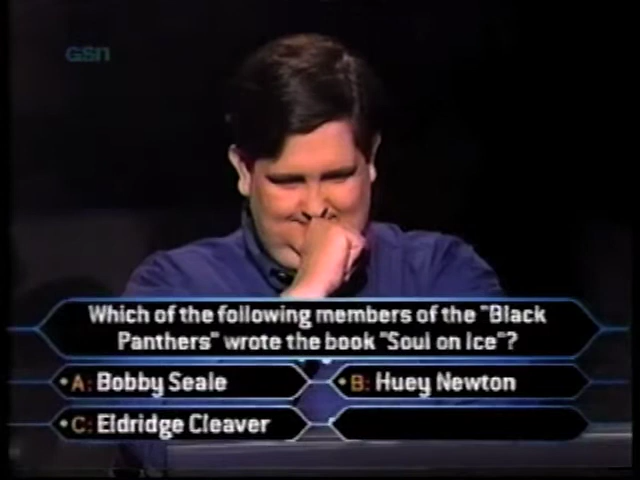 GSN
Which of the following members of the "Black
Panthers" wrote the book "Soul on Ice"?
A: Bobby Seale
B: Huey Newton
C: Eldridge Cleaver